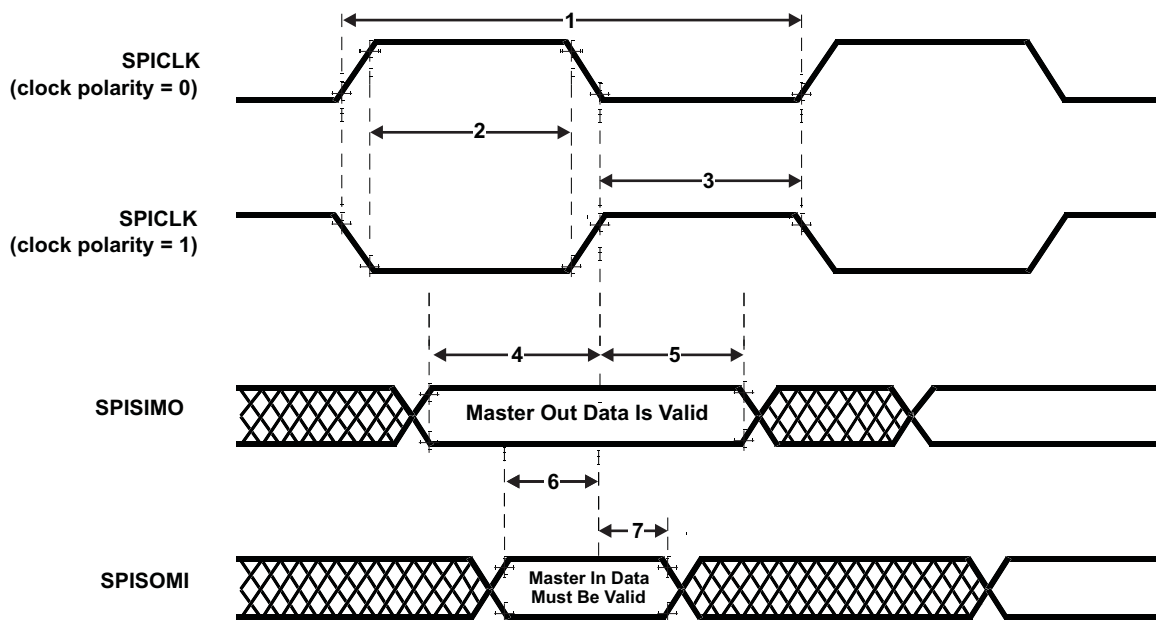 1
SPICLK
(clock polarity = 0)
2
3
SPICLK
(clock polarity = 1)
4
5
SPISIMO
Master Out Data Is Valid
6
7
SPISOMI
Master In Data
Must Be Valid